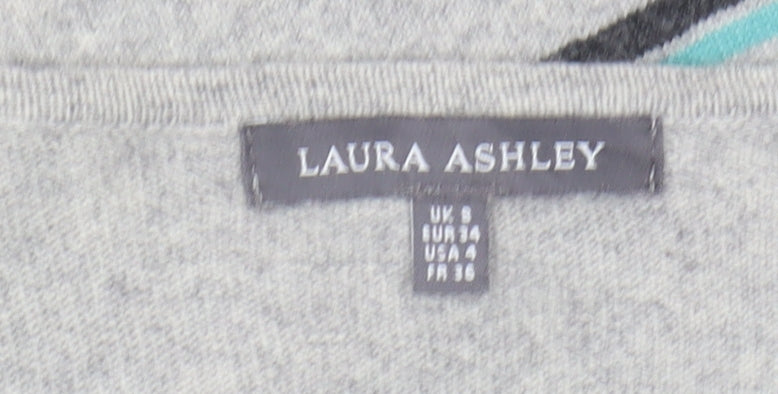 LAURA ASHLEY
UK 8
EUR 34
USA 4
FR 36